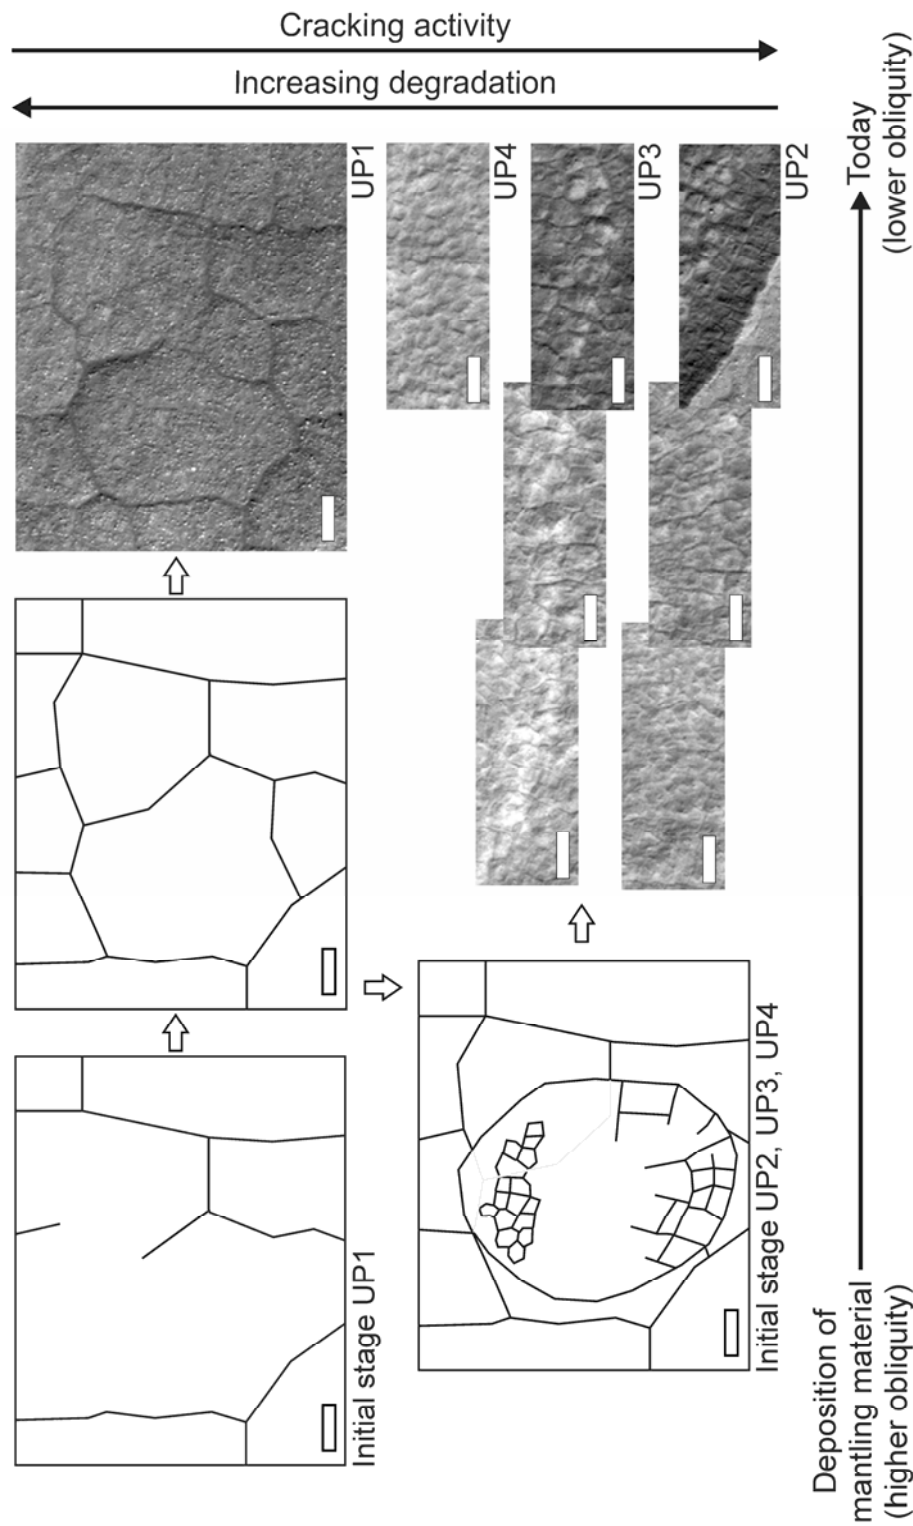 Cracking activity
Increasing degradation
UP1
UP4
UP3
UP2
Today
(lower obliquity)
Initial stage UP1
Initial stage UP2, UP3, UP4
Deposition of
mantling material
(higher obliquity)